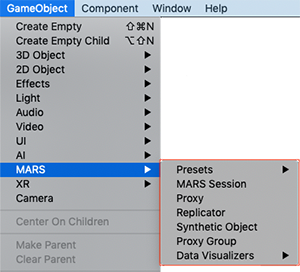 GameObject Component Window Help
Create Empty ⇧⌘N
Create Empty Child ⌥⇧N
3D Object ▶
2D Object ▶
Effects ▶
Light ▶
Audio ▶
Video ▶
UI ▶
AI ▶
MARS ▶
XR ▶
Camera
Center On Children
Make Parent
Clear Parent
Presets ▶
MARS Session
Proxy
Replicator
Synthetic Object
Proxy Group
Data Visualizers ▶